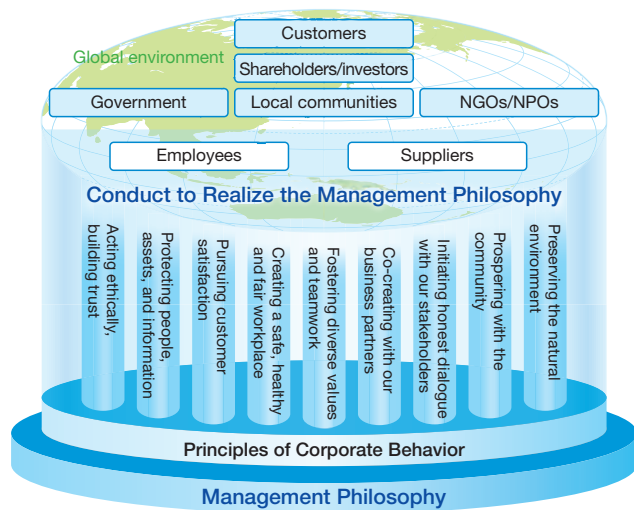 Customers
Global environment
Shareholders/investors
Government
Local communities
NGOs/NPOs
Employees
Suppliers
Conduct to Realize the Management Philosophy
Acting ethically,
building trust
Protecting people,
assets, and information
Pursuing customer
satisfaction
Creating a safe, healthy
and fair workplace
Fostering diverse values
and teamwork
Co-creating with our
business partners
Initiating honest dialogue
with our stakeholders
Prospering with the
community
Preserving the natural
environment
Principles of Corporate Behavior
Management Philosophy